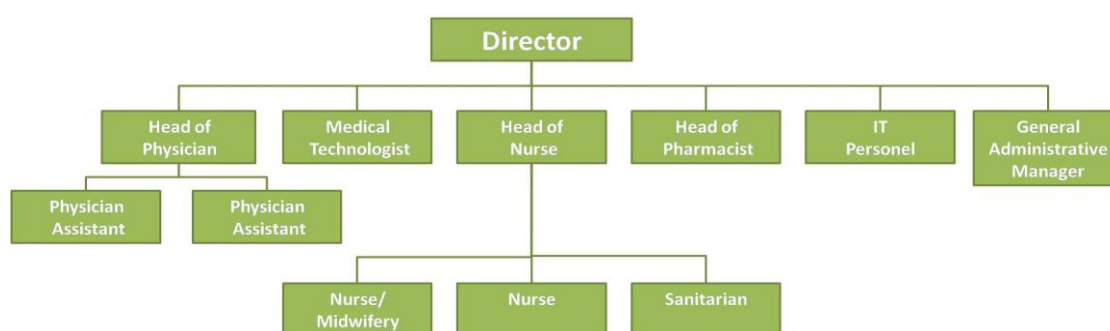 Director
Head of
Physician
Medical
Technologist
Head of
Nurse
Head of
Pharmacist
IT
Personel
General
Administrative
Manager
Physician
Assistant
Physician
Assistant
Nurse/
Midwifery
Nurse
Sanitarian